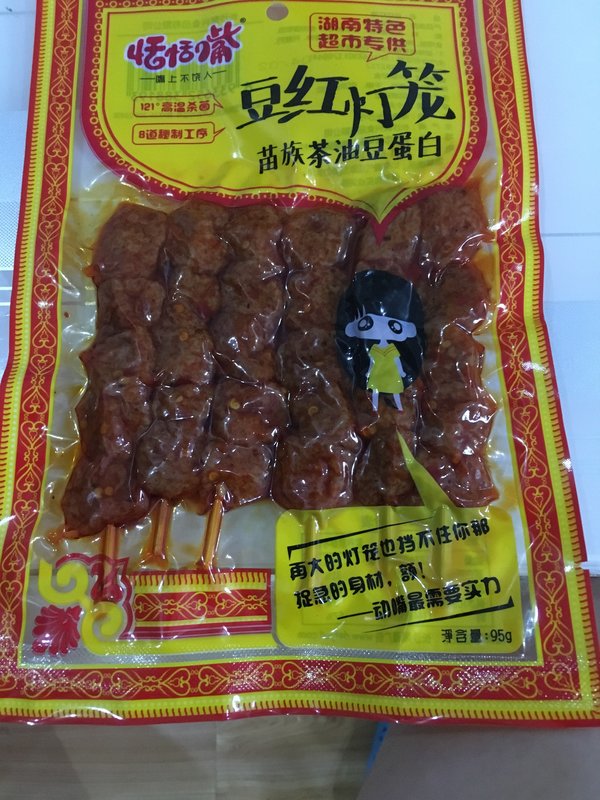 恬恬嘴®
嘴上不饶人
121°高温杀菌
8道秘制工序
湖南特色
超市专供
豆红灯笼
苗族茶油豆蛋白
再大的灯笼也挡不住你那
捉急的身材，额！
动嘴最需要实力
淨含量:95g